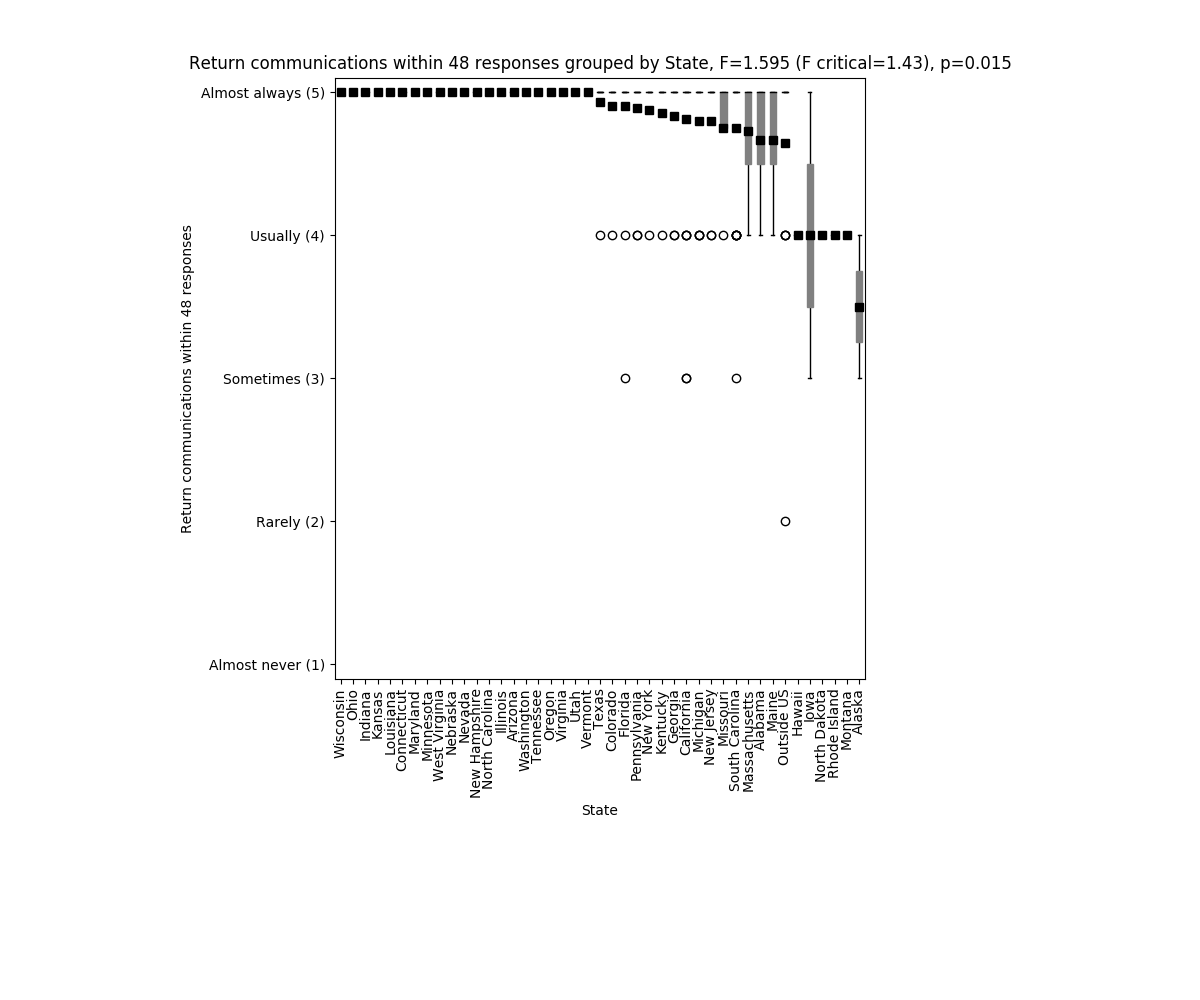 Return communications within 48 responses grouped by State, F=1.595 (F critical=1.43), p=0.015
Almost always (5)
Usually (4)
Sometimes (3)
Rarely (2)
Almost never (1)
Return communications within 48 responses
Wisconsin
Ohio
Indiana
Kansas
Louisiana
Connecticut
Maryland
Minnesota
West Virginia
Nebraska
Nevada
New Hampshire
North Carolina
Illinois
Arizona
Washington
Tennessee
Oregon
Virginia
Utah
Vermont
Texas
Colorado
Florida
Pennsylvania
New York
Kentucky
Georgia
California
Michigan
New Jersey
Missouri
South Carolina
Massachusetts
Alabama
Maine
Outside US
Hawaii
Iowa
North Dakota
Rhode Island
Montana
Alaska
State